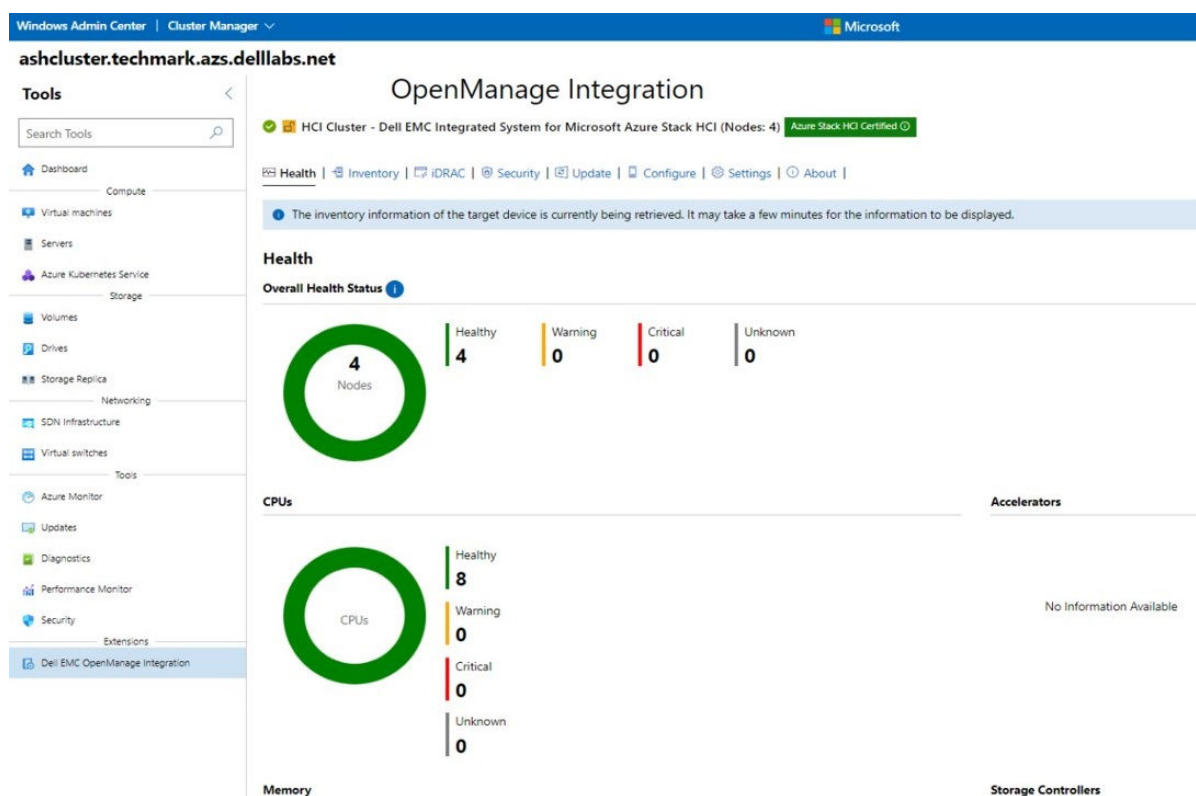 Windows Admin Center | Cluster Manager
Microsoft
ashcluster.techmark.azs.delllabs.net
Tools
Search Tools
Dashboard
Compute
Virtual machines
Servers
Azure Kubernetes Service
Storage
Volumes
Drives
Storage Replica
Networking
SDN Infrastructure
Virtual switches
Tools
Azure Monitor
Updates
Diagnostics
Performance Monitor
Security
Extensions
Dell EMC OpenManage Integration
OpenManage Integration
HCI Cluster - Dell EMC Integrated System for Microsoft Azure Stack HCI (Nodes: 4) Azure Stack HCI Certified
Health | Inventory | iDRAC | Security | Update | Configure | Settings | About |
The inventory information of the target device is currently being retrieved. It may take a few minutes for the information to be displayed.
Health
Overall Health Status
4
Nodes
Healthy
4
Warning
0
Critical
0
Unknown
0
CPUs
CPUs
Healthy
8
Warning
0
Critical
0
Unknown
0
Accelerators
No Information Available
Memory
Storage Controllers